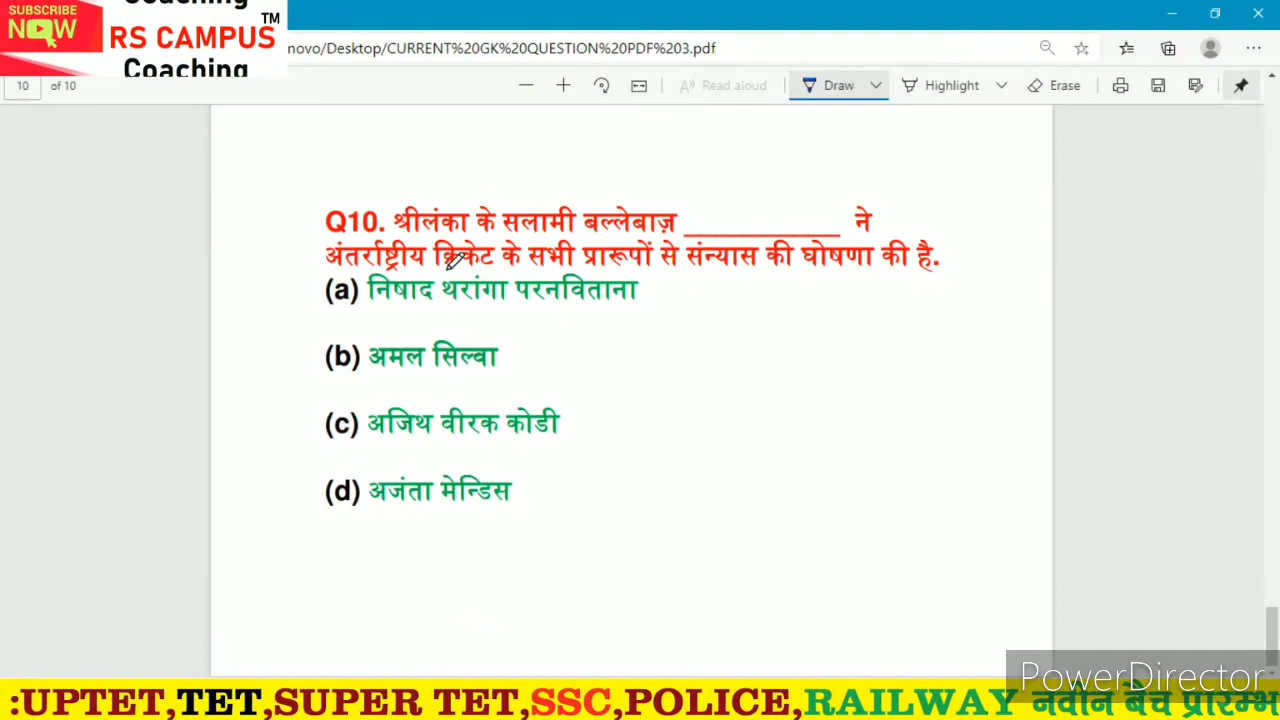 Coaching
SUBSCRIBE
NOW
TM
RS CAMPUS
Coaching
novo/Desktop/CURRENT%20GK%20QUESTION%20PDF%203.pdf
10 of 10
Read aloud
Draw
Highlight
Erase
Q10. श्रीलंका के सलामी बल्लेबाज़ ___________ ने
अंतर्राष्ट्रीय क्रिकेट के सभी प्रारूपों से संन्यास की घोषणा की है.
(a) निषाद थरांगा परनविताना
(b) अमल सिल्वा
(c) अजिथ वीरक कोडी
(d) अजंता मेन्डिस
PowerDirector
:UPTET,TET,SUPER TET,SSC,POLICE,RAILWAY नवीन बैच प्रारम्भ